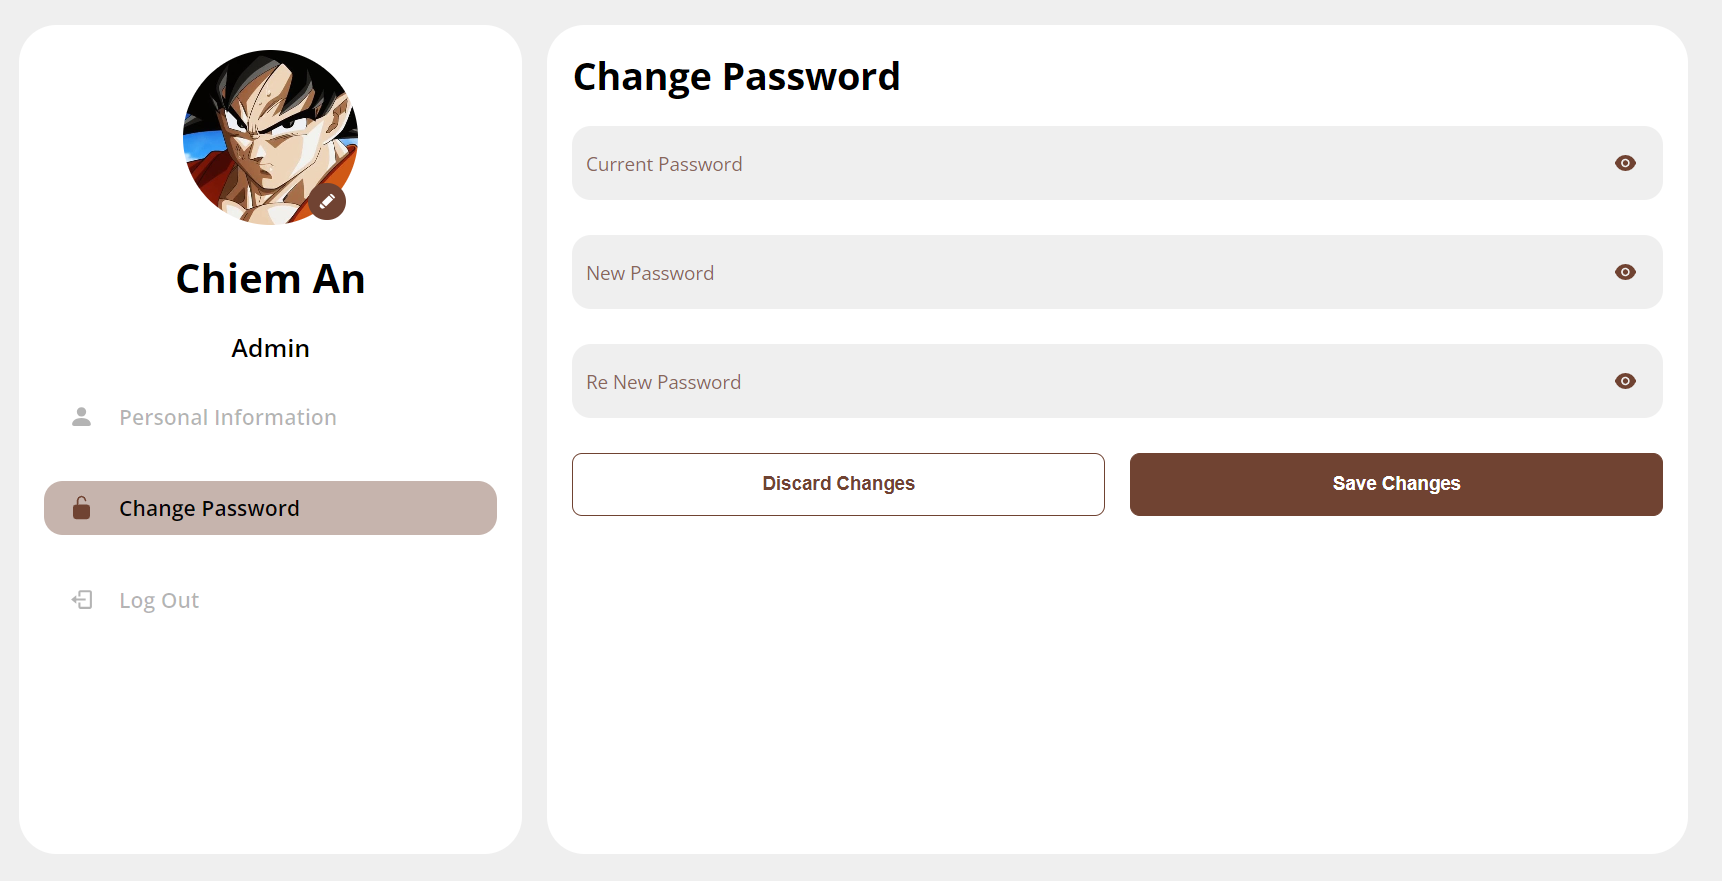 Chiem An
Admin
Personal Information
Change Password
Log Out
Change Password
Current Password
New Password
Re New Password
Discard Changes
Save Changes